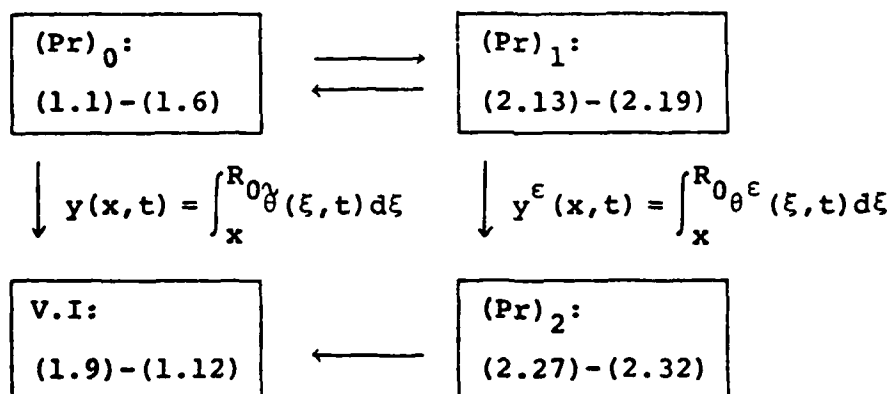 (Pr)₀: (Pr)₁:
(1.1)-(1.6) (2.13)-(2.19)
y(x,t) = ∫ₓ^{R₀} θ̃(ξ,t)dξ y^ε(x,t) = ∫ₓ^{R₀} θ^ε(ξ,t)dξ
V.I: (Pr)₂:
(1.9)-(1.12) (2.27)-(2.32)